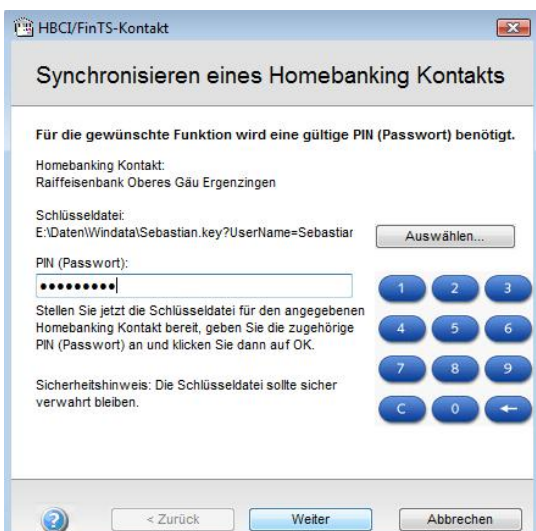 HBCI/FinTS-Kontakt
Synchronisieren eines Homebanking Kontakts
Für die gewünschte Funktion wird eine gültige PIN (Passwort) benötigt.
Homebanking Kontakt:
Raiffeisenbank Oberes Gäu Ergenzingen
Schlüsseldatei:
E:\Daten\Windata\Sebastian.key?UserName=Sebastiar
Auswählen...
PIN (Passwort):
●●●●●●●●●
1 2 3
Stellen Sie jetzt die Schlüsseldatei für den angegebenen
Homebanking Kontakt bereit, geben Sie die zugehörige
PIN (Passwort) an und klicken Sie dann auf OK.
4 5 6
7 8 9
Sicherheitshinweis: Die Schlüsseldatei sollte sicher
verwahrt bleiben.
C 0 ←
? < Zurück Weiter Abbrechen